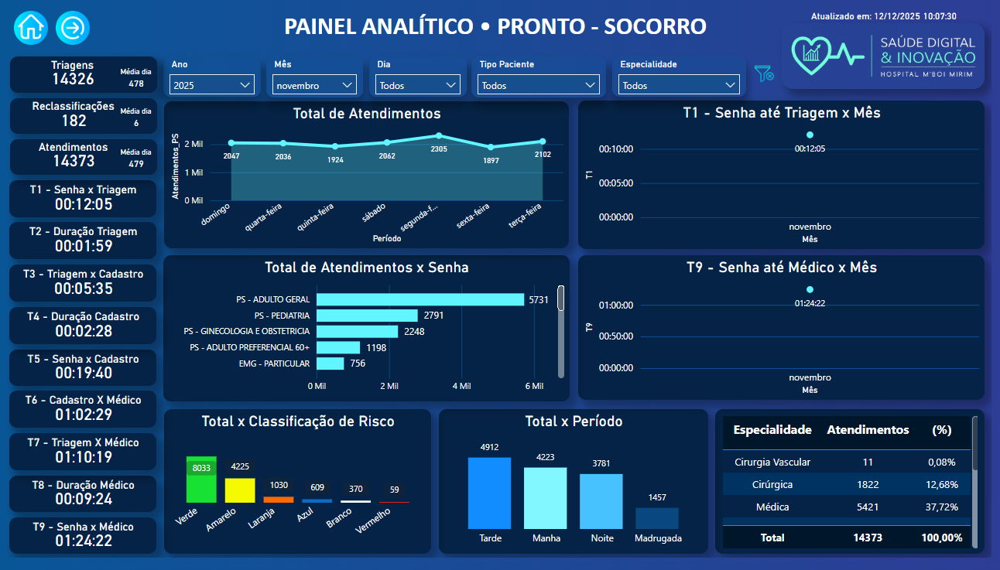 PAINEL ANALÍTICO • PRONTO - SOCORRO
Atualizado em: 12/12/2025 10:07:30
SAÚDE DIGITAL
& INOVAÇÃO
HOSPITAL M'BOI MIRIM
Triagens
14326
Média dia
478
Reclassificações
182
Média dia
6
Atendimentos
14373
Média dia
479
T1 - Senha x Triagem
00:12:05
T2 - Duração Triagem
00:01:59
T3 - Triagem x Cadastro
00:05:35
T4 - Duração Cadastro
00:02:28
T5 - Senha x Cadastro
00:19:40
T6 - Cadastro X Médico
01:02:29
T7 - Triagem X Médico
01:10:19
T8 - Duração Médico
00:09:24
T9 - Senha x Médico
01:24:22
Ano
2025
Mês
novembro
Dia
Todos
Tipo Paciente
Todos
Especialidade
Todos
Total de Atendimentos
Atendimentos_PS
2 Mil
1 Mil
0 Mil
2047
2036
1924
2062
2305
1897
2102
domingo
quarta-feira
quinta-feira
sábado
segunda-f...
sexta-feira
terça-feira
Período
T1 - Senha até Triagem x Mês
T1
00:10:00
00:05:00
00:00:00
00:12:05
novembro
Mês
Total de Atendimentos x Senha
PS - ADULTO GERAL 5731
PS - PEDIATRIA 2791
PS - GINECOLOGIA E OBSTETRICIA 2248
PS - ADULTO PREFERENCIAL 60+ 1198
EMG - PARTICULAR 756
0 Mil 2 Mil 4 Mil 6 Mil
T9 - Senha até Médico x Mês
T9
01:00:00
00:50:00
00:00:00
01:24:22
novembro
Mês
Total x Classificação de Risco
8033
4225
1030
609
370
59
Verde
Amarelo
Laranja
Azul
Branco
Vermelho
Total x Período
4912
4223
3781
1457
Tarde Manha Noite Madrugada
Especialidade Atendimentos (%)
Cirurgia Vascular 11 0,08%
Cirúrgica 1822 12,68%
Médica 5421 37,72%
Total 14373 100,00%